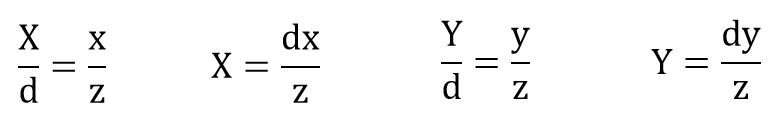 X/d = x/z X = dx/z Y/d = y/z Y = dy/z